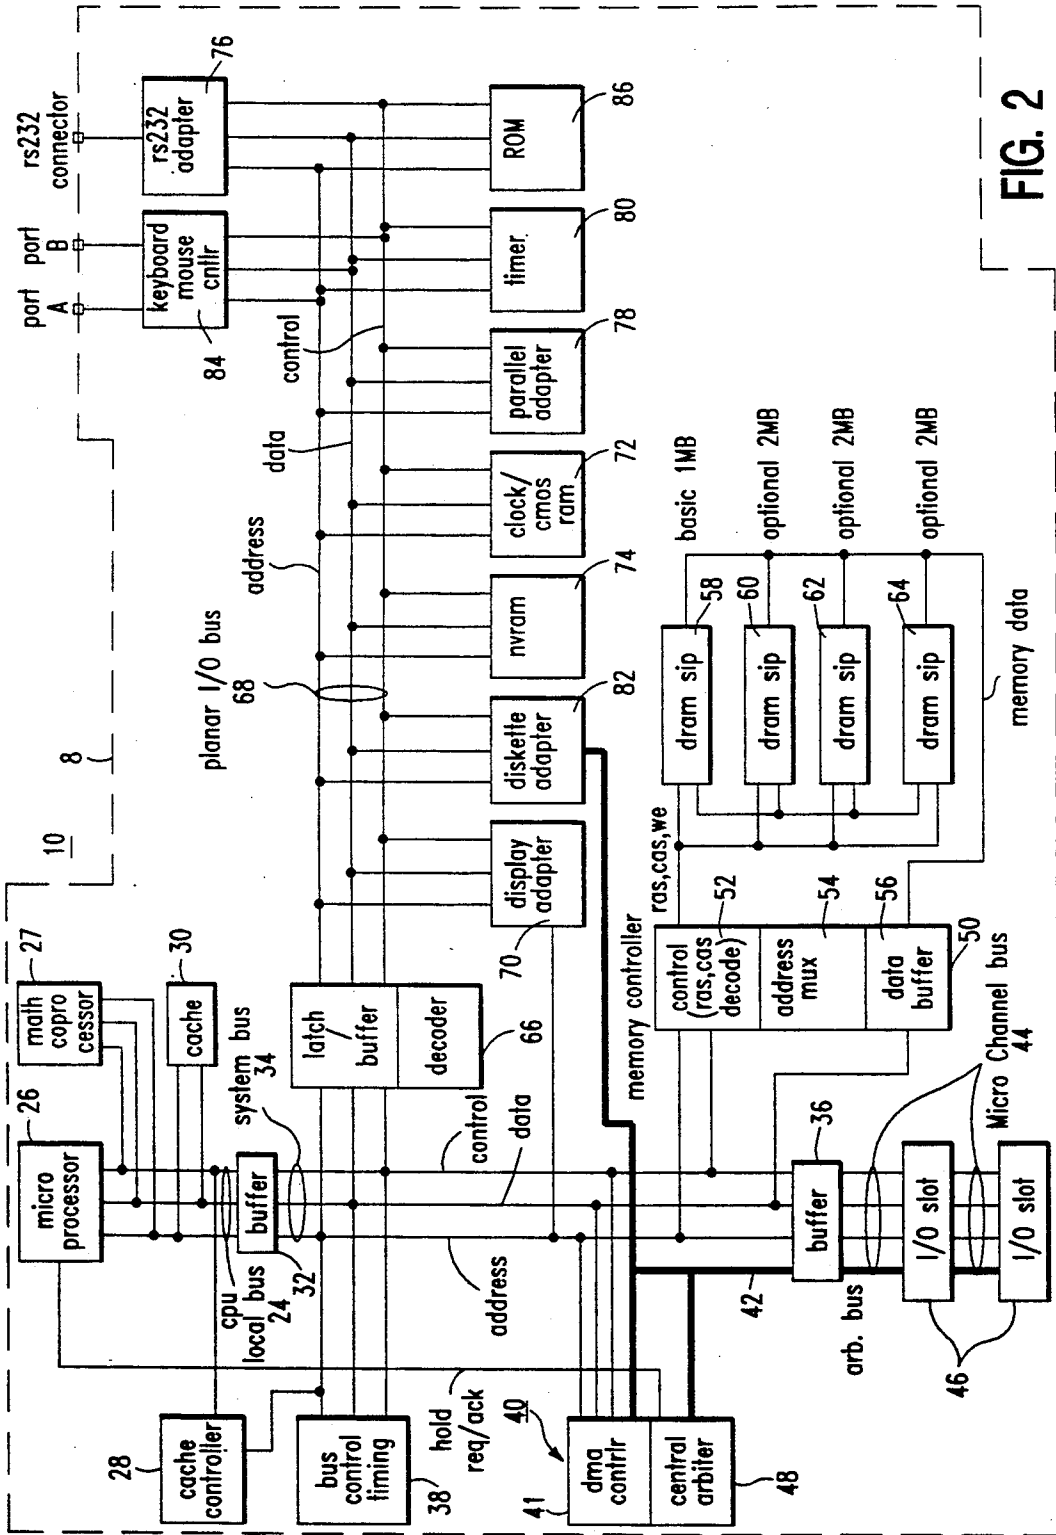 10
8
micro
processor
26
math
copro
cessor
27
cache
30
cache
controller
28
cpu
local bus
24
buffer
32
system bus
34
bus
control
timing
38
latch/
buffer
decoder
66
planar I/O bus
68
address
data
control
port
A
port
B
rs232
connector
keyboard
mouse
cntlr
84
rs232
adapter
76
display
adapter
70
diskette
adapter
82
nvram
74
clock/
cmos
ram
72
parallel
adapter
78
timer
80
ROM
86
hold
req/ack
address
data
control
40
dma
contrlr
41
central
arbiter
48
42
arb. bus
buffer
36
I/O slot
I/O slot
46
Micro Channel bus
44
memory controller
control
(ras,cas
decode)
52
address
mux
54
data
buffer
56
50
ras,cas,we
dram sip
58
dram sip
60
dram sip
62
dram sip
64
basic 1MB
optional 2MB
optional 2MB
optional 2MB
memory data
FIG. 2